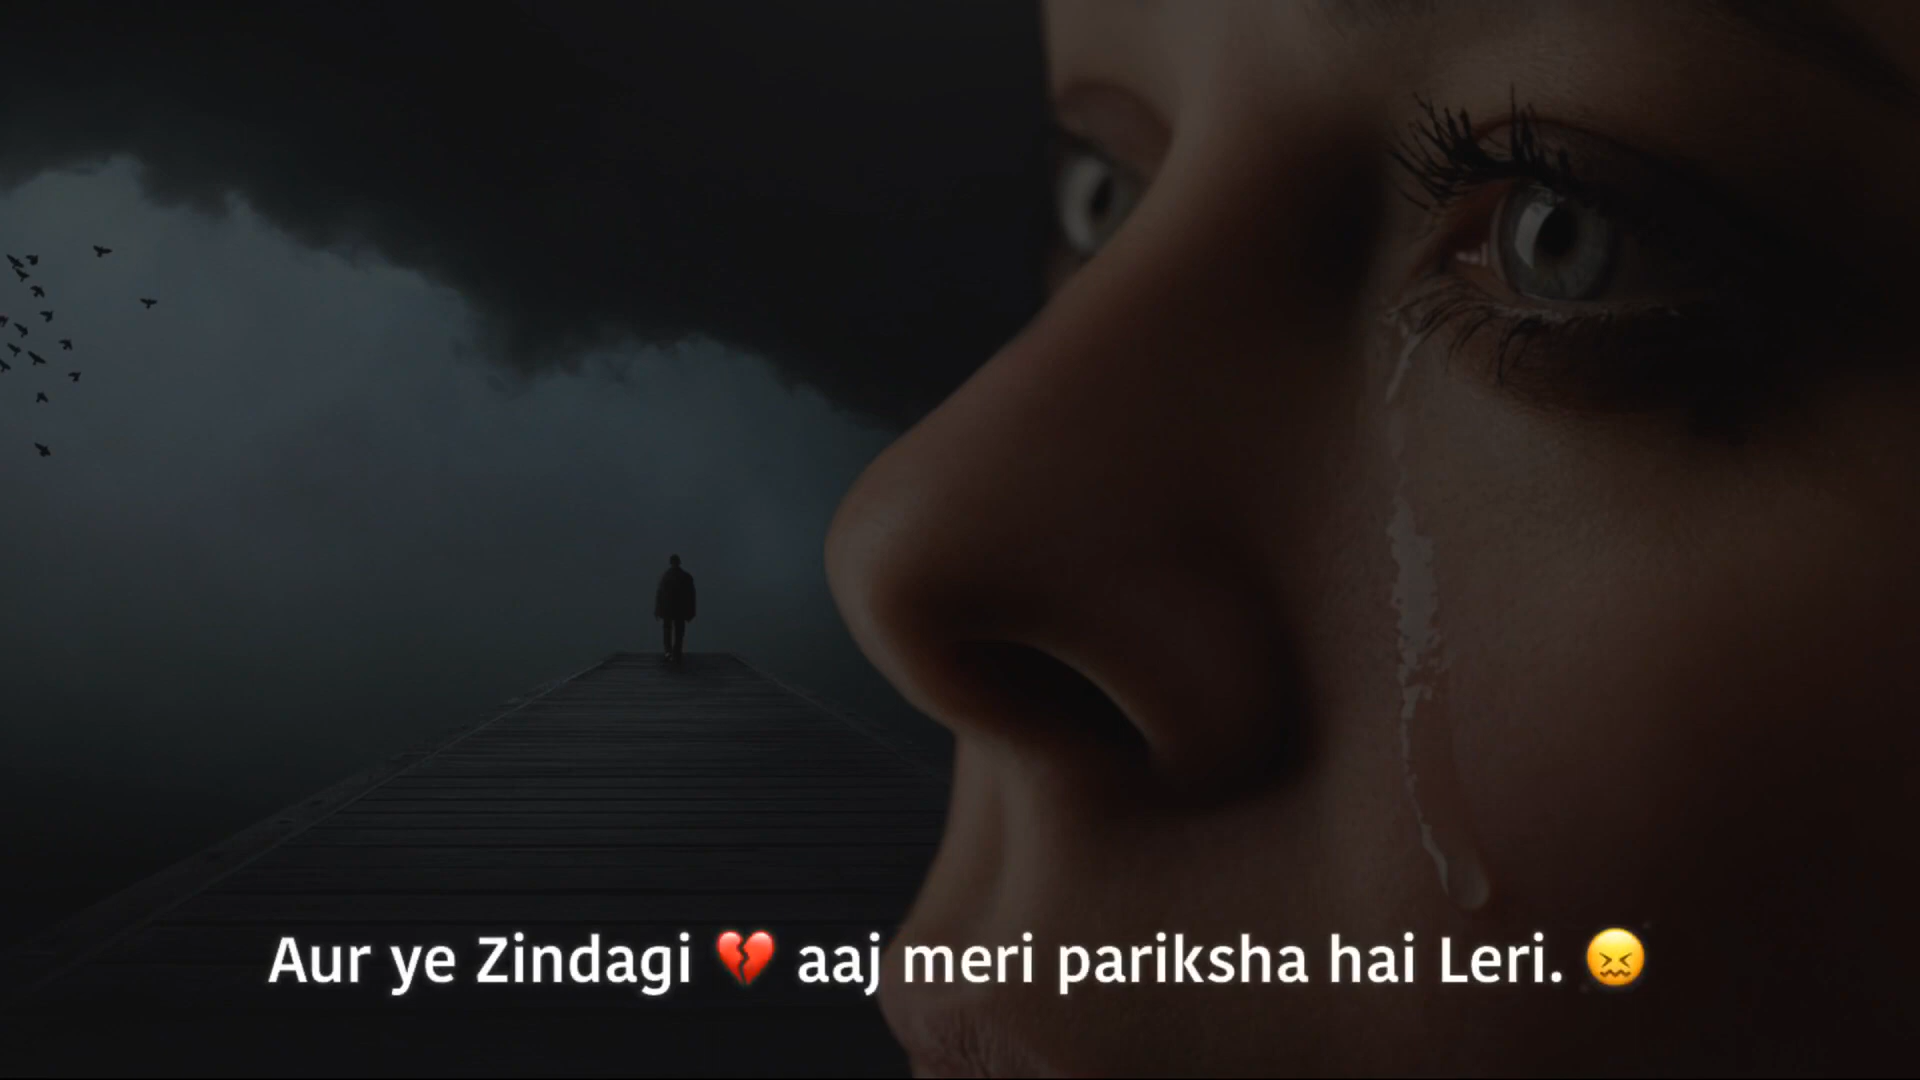 Aur ye Zindagi 💔 aaj meri pariksha hai Leri. 😖